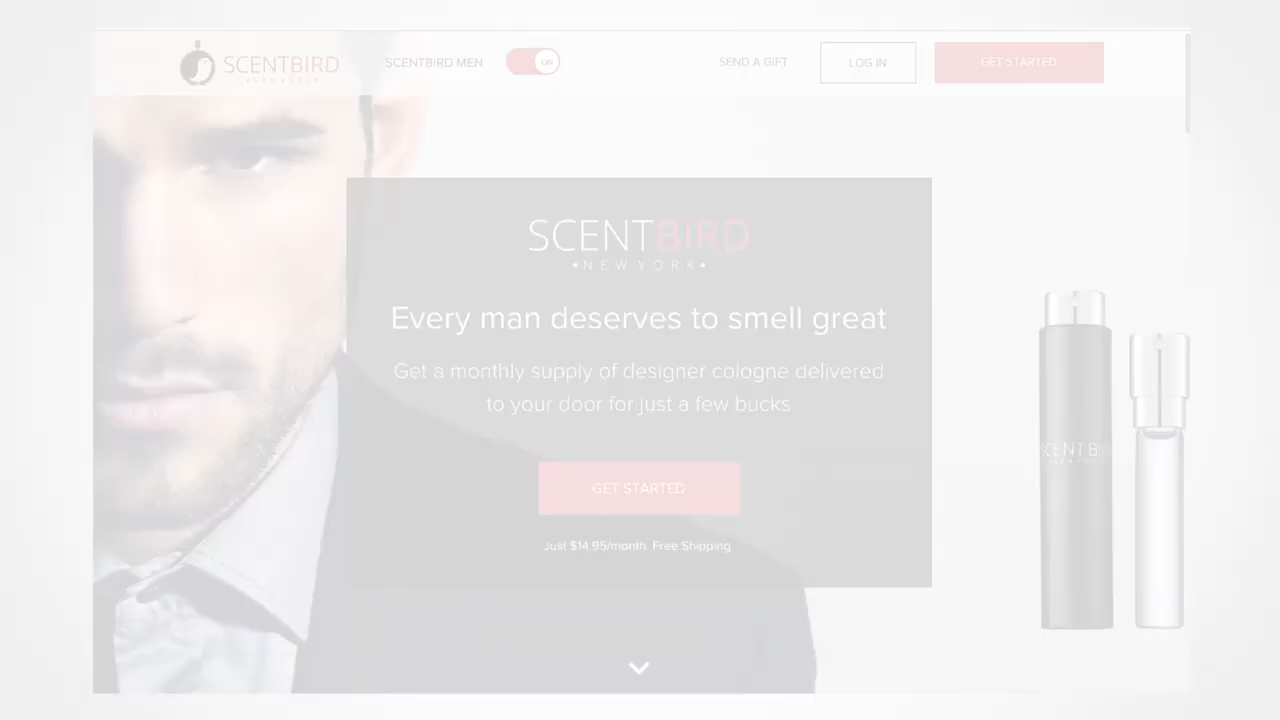 SCENTBIRD
SCENTBIRD MEN
ON
SEND A GIFT
LOG IN
GET STARTED
SCENTBIRD
•NEW YORK•
Every man deserves to smell great
Get a monthly supply of designer cologne delivered
to your door for just a few bucks
GET STARTED
Just $14.95/month. Free Shipping
SCENTBI